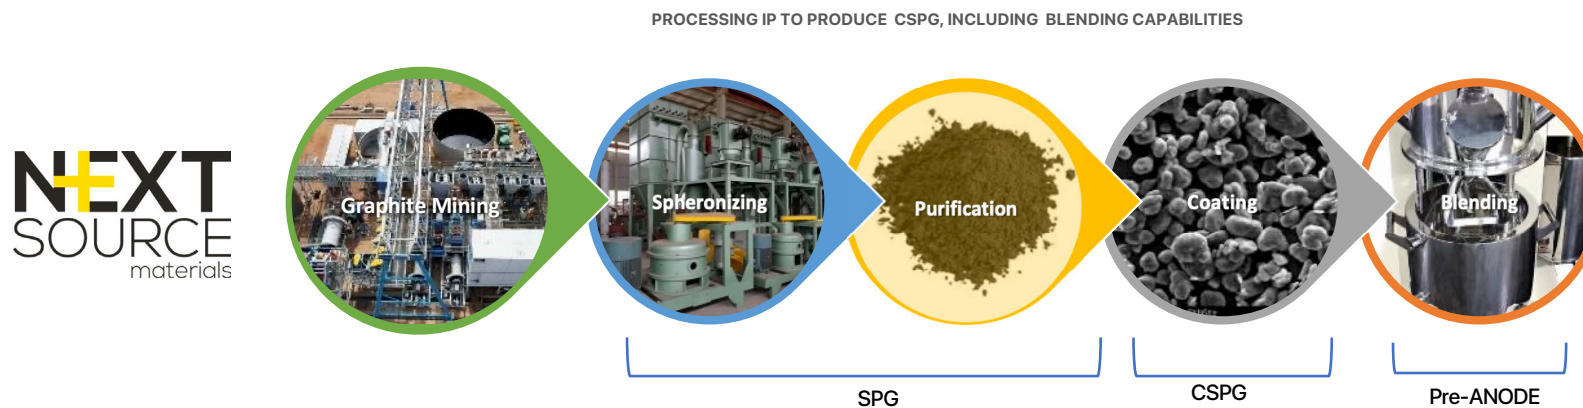 PROCESSING IP TO PRODUCE CSPG, INCLUDING BLENDING CAPABILITIES
NEXT
SOURCE
materials
Graphite Mining
Spheronizing
Purification
Coating
Blending
SPG
CSPG
Pre-ANODE